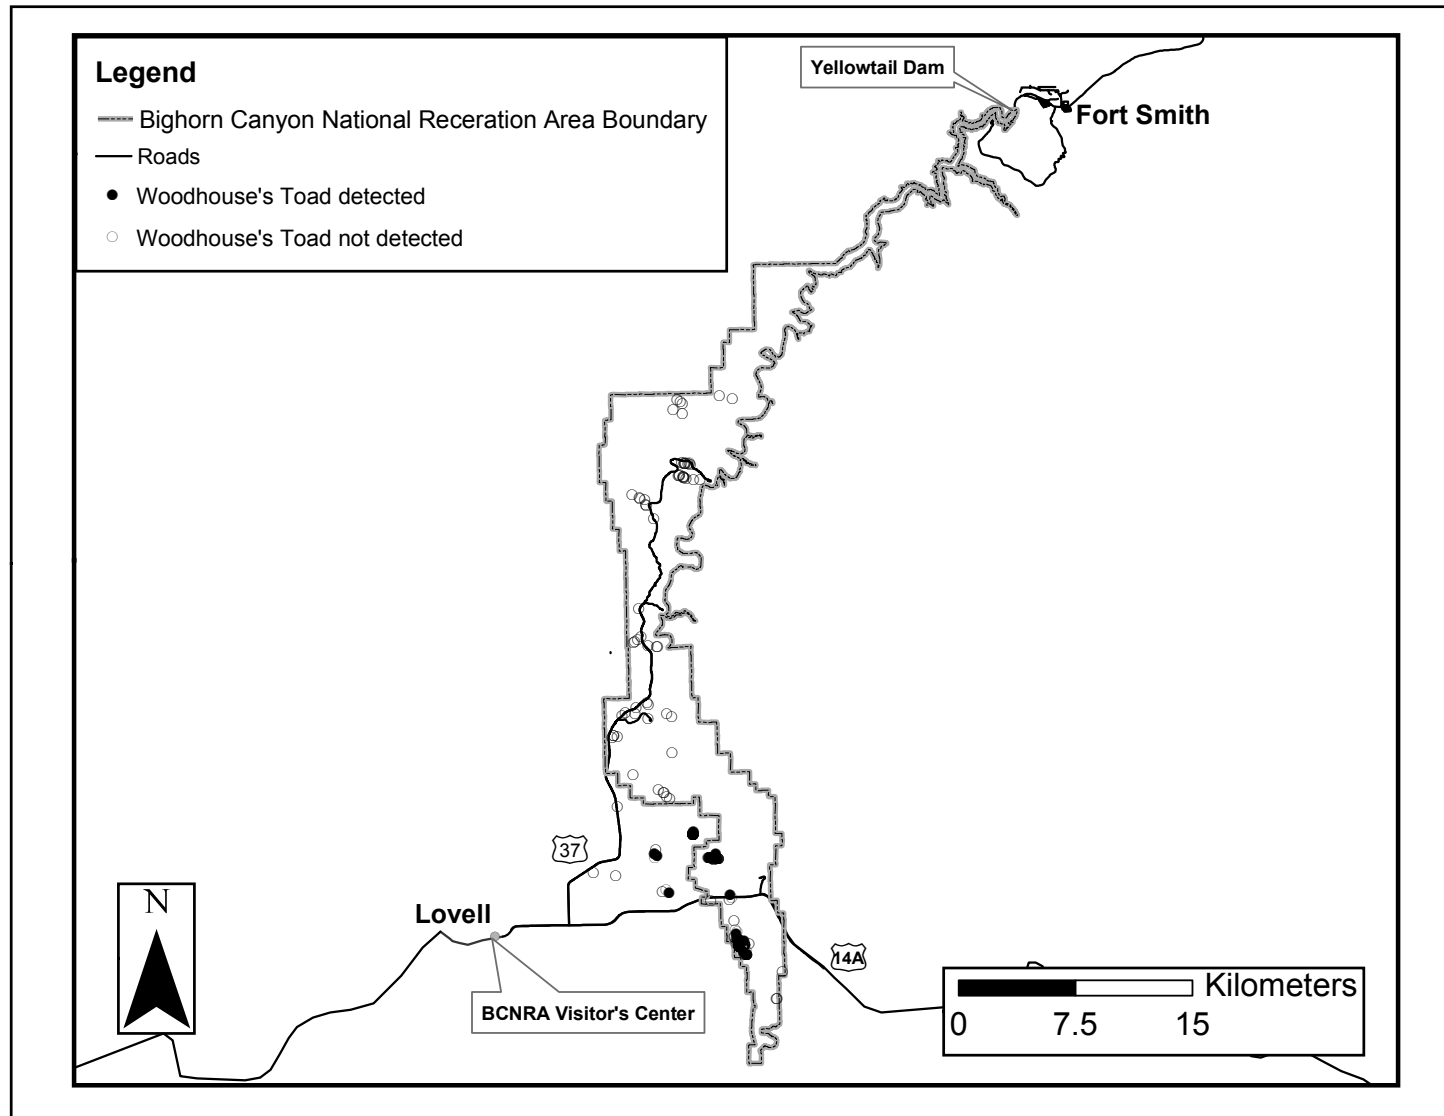 Legend
Bighorn Canyon National Receration Area Boundary
Roads
Woodhouse's Toad detected
Woodhouse's Toad not detected
Yellowtail Dam
Fort Smith
37
Lovell
14A
BCNRA Visitor's Center
N
Kilometers
0 7.5 15